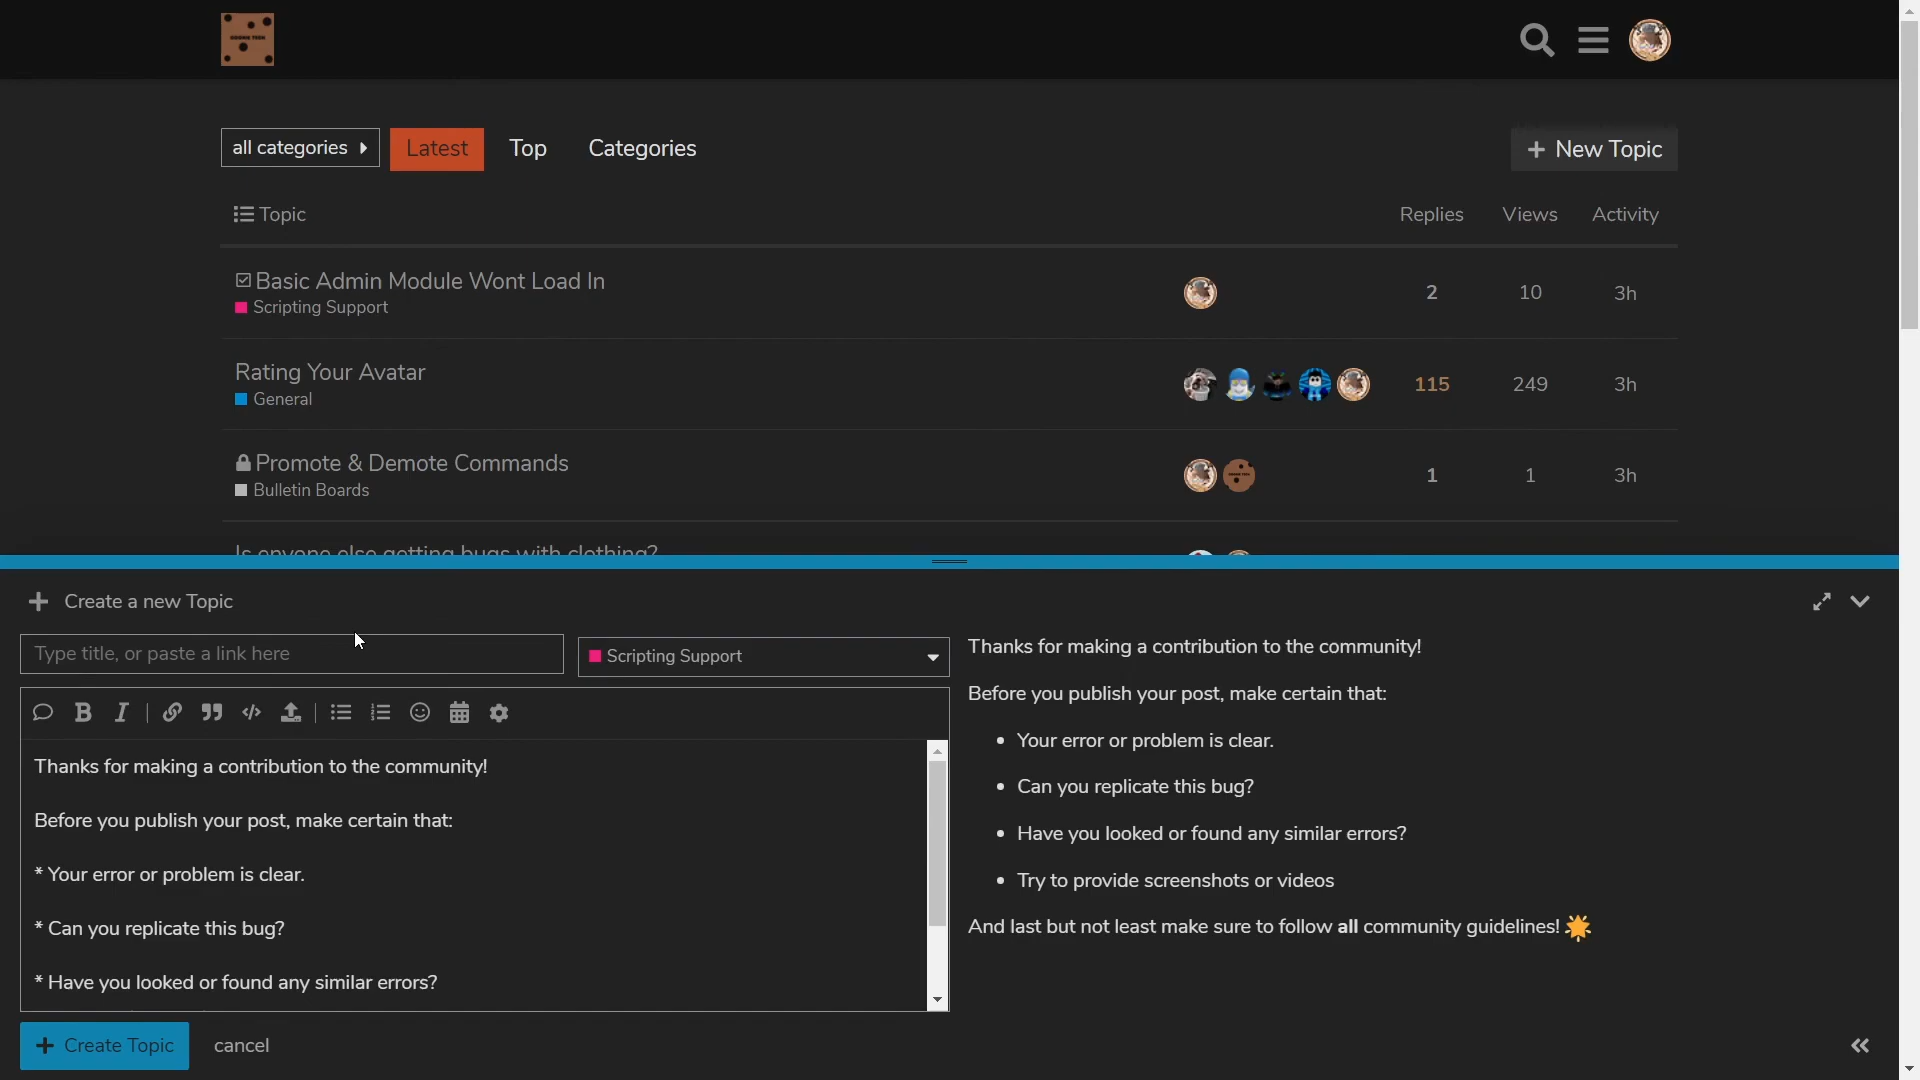 all categories
Latest
Top
Categories
New Topic
Topic
Replies
Views
Activity
Basic Admin Module Wont Load In
Scripting Support
2
10
3h
Rating Your Avatar
General
115
249
3h
Promote & Demote Commands
Bulletin Boards
1
1
3h
Is anyone else getting bugs with clothing?
Create a new Topic
Type title, or paste a link here
Scripting Support
Thanks for making a contribution to the community!
Before you publish your post, make certain that:
* Your error or problem is clear.
* Can you replicate this bug?
* Have you looked or found any similar errors?
Thanks for making a contribution to the community!
Before you publish your post, make certain that:
• Your error or problem is clear.
• Can you replicate this bug?
• Have you looked or found any similar errors?
• Try to provide screenshots or videos
And last but not least make sure to follow all community guidelines!
Create Topic
cancel